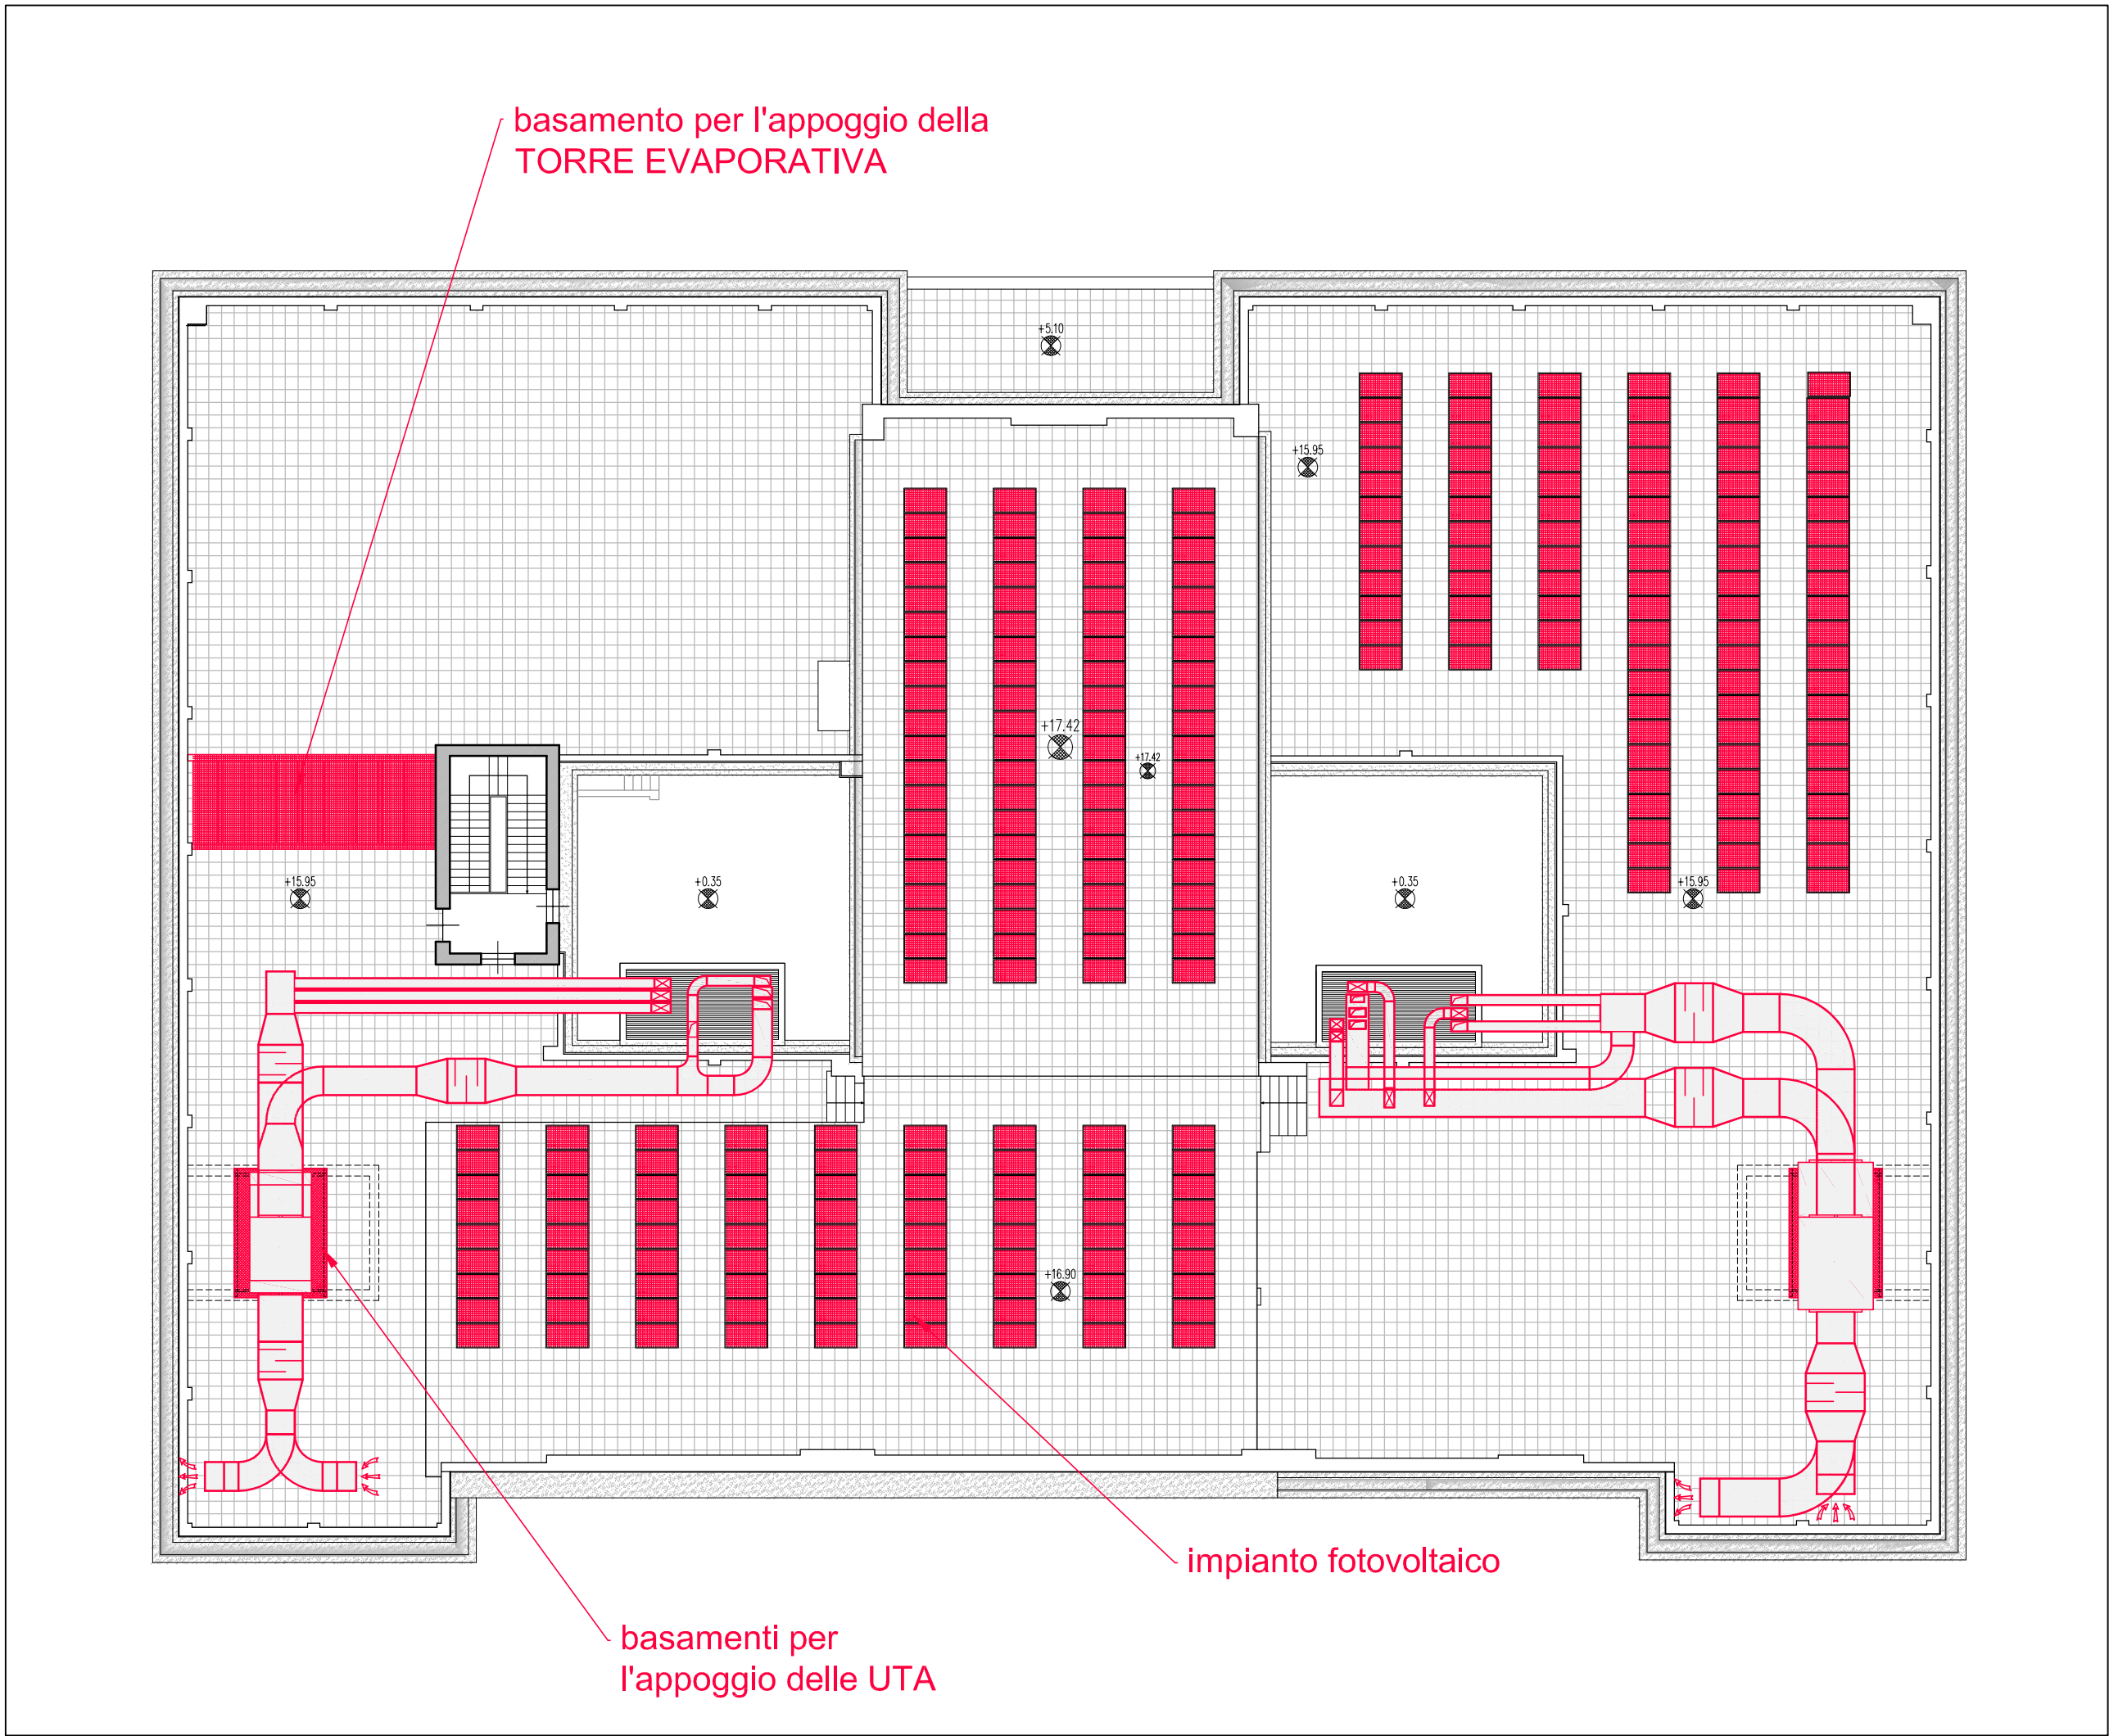 basamento per l'appoggio della
TORRE EVAPORATIVA
+5.10
+15.95
+17.42
+17.42
+15.95
+0.35
+0.35
+15.95
+16.90
impianto fotovoltaico
basamenti per
l'appoggio delle UTA